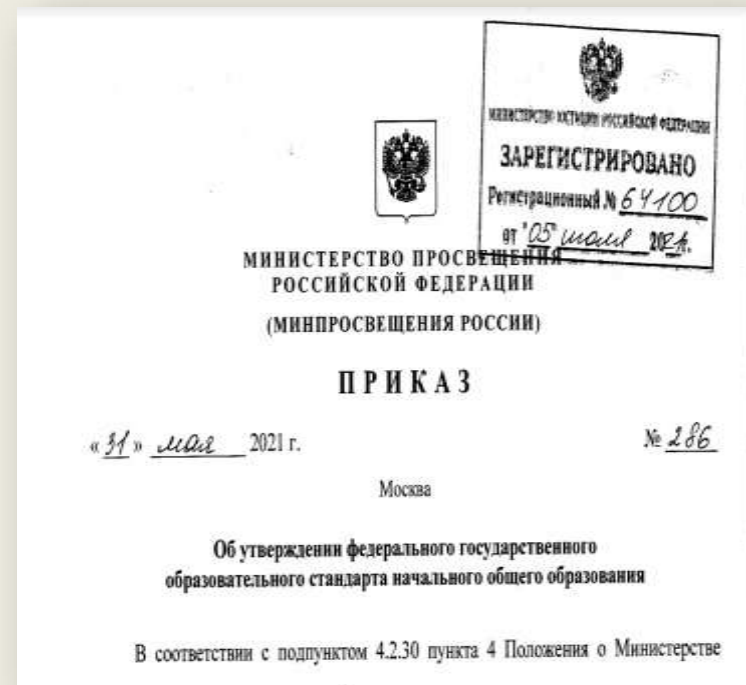 МИНИСТЕРСТВО ЮСТИЦИИ РОССИЙСКОЙ ФЕДЕРАЦИИ
ЗАРЕГИСТРИРОВАНО
Регистрационный № 64100
от "05" июля 2021г.
МИНИСТЕРСТВО ПРОСВЕЩЕНИЯ
РОССИЙСКОЙ ФЕДЕРАЦИИ
(МИНПРОСВЕЩЕНИЯ РОССИИ)
ПРИКАЗ
« 31 » мая 2021 г.
№ 286
Москва
Об утверждении федерального государственного
образовательного стандарта начального общего образования
В соответствии с подпунктом 4.2.30 пункта 4 Положения о Министерстве